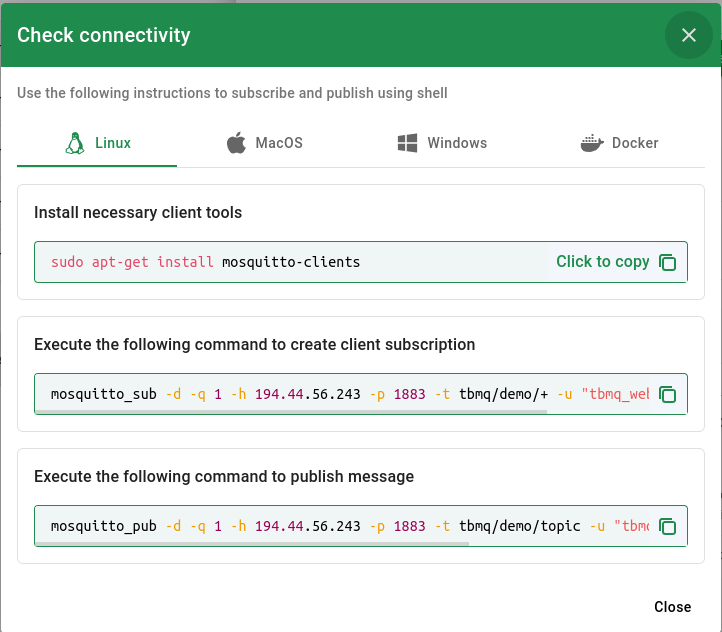 Check connectivity
Use the following instructions to subscribe and publish using shell
Linux MacOS Windows Docker
Install necessary client tools
sudo apt-get install mosquitto-clients Click to copy
Execute the following command to create client subscription
mosquitto_sub -d -q 1 -h 194.44.56.243 -p 1883 -t tbmq/demo/+ -u "tbmq_we
Execute the following command to publish message
mosquitto_pub -d -q 1 -h 194.44.56.243 -p 1883 -t tbmq/demo/topic -u "tbm
Close